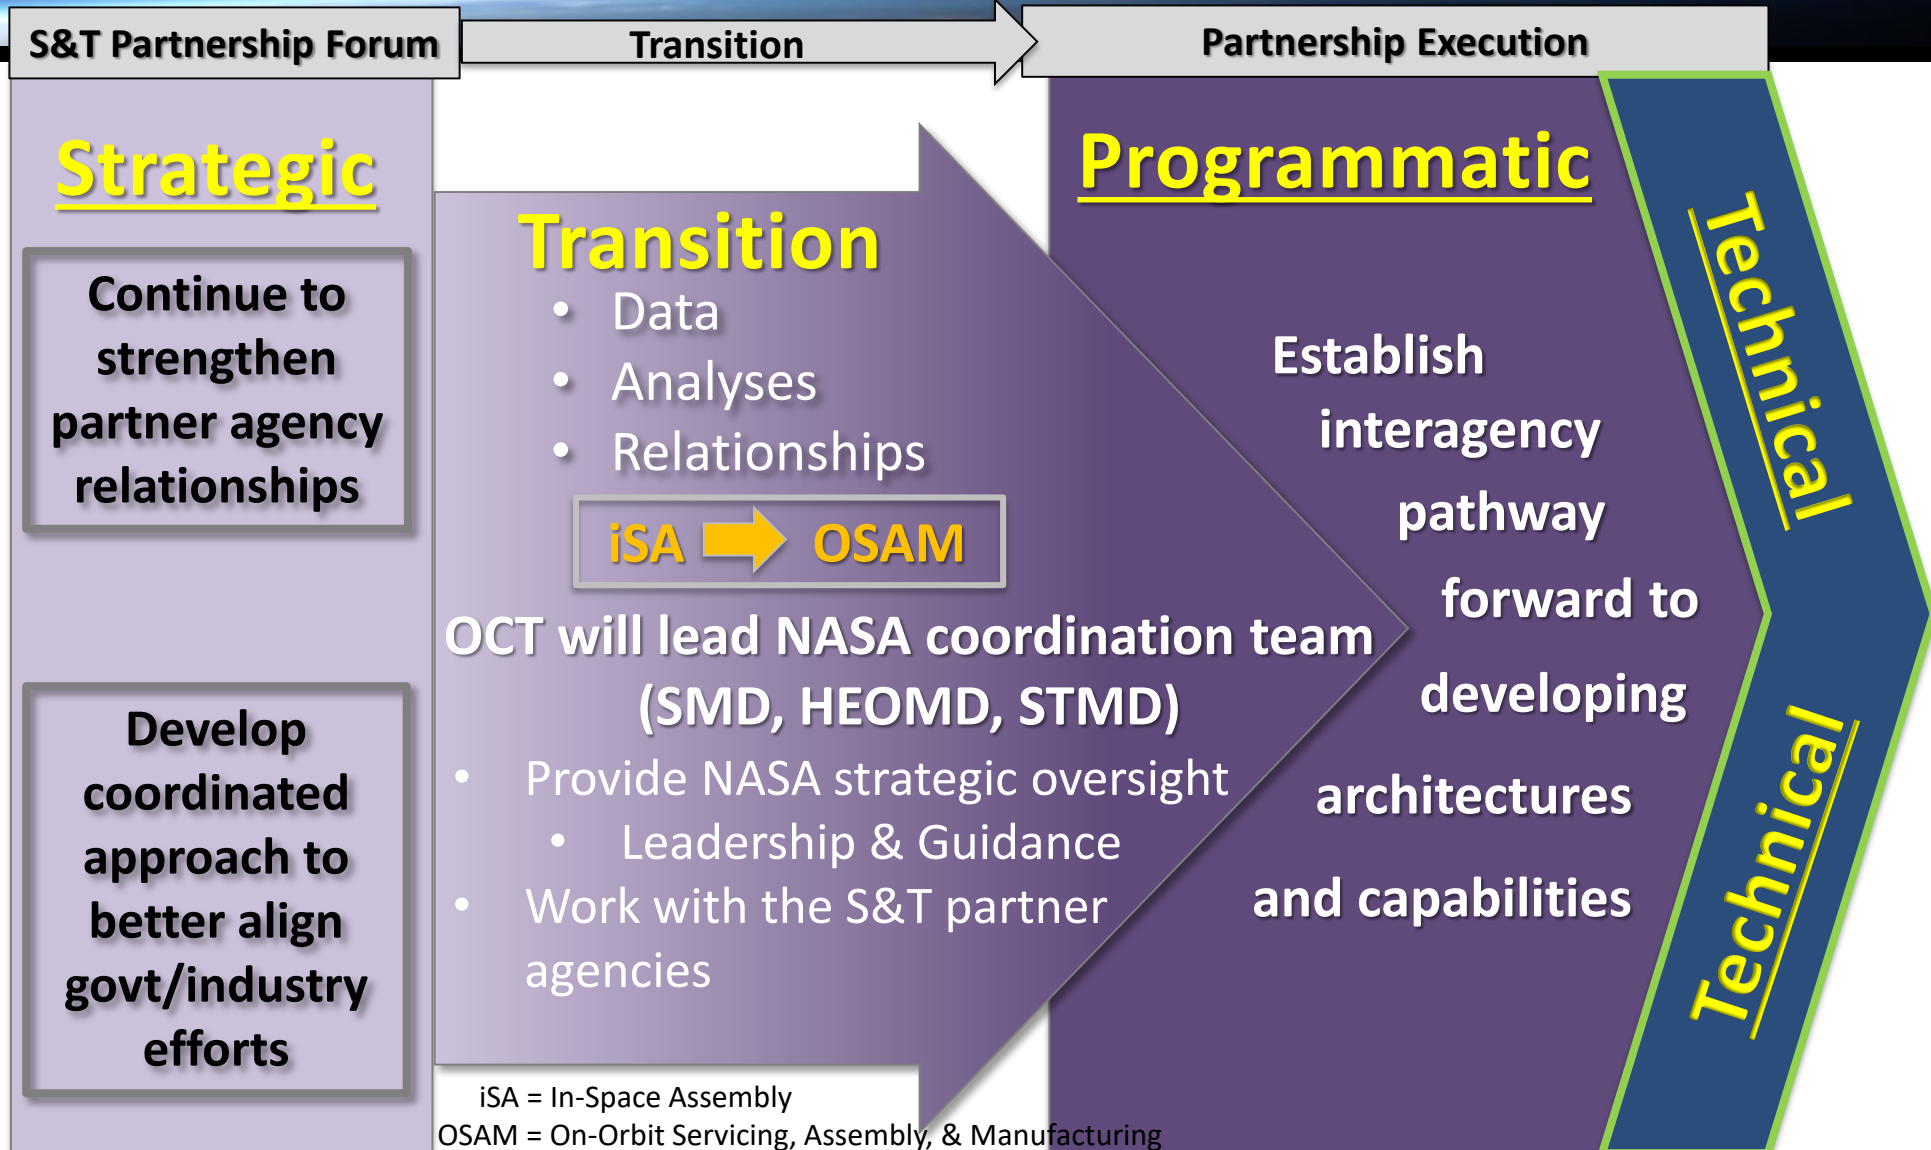 S&T Partnership Forum
Transition
Partnership Execution
Strategic
Continue to
strengthen
partner agency
relationships
Develop
coordinated
approach to
better align
govt/industry
efforts
Transition
• Data
• Analyses
• Relationships
iSA OSAM
OCT will lead NASA coordination team
(SMD, HEOMD, STMD)
• Provide NASA strategic oversight
• Leadership & Guidance
• Work with the S&T partner
agencies
iSA = In-Space Assembly
OSAM = On-Orbit Servicing, Assembly, & Manufacturing
Programmatic
Establish
interagency
pathway
forward to
developing
architectures
and capabilities
Technical
Technical